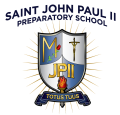 SAINT JOHN PAUL II
PREPARATORY SCHOOL
M
JPII
TOTUS TUUS